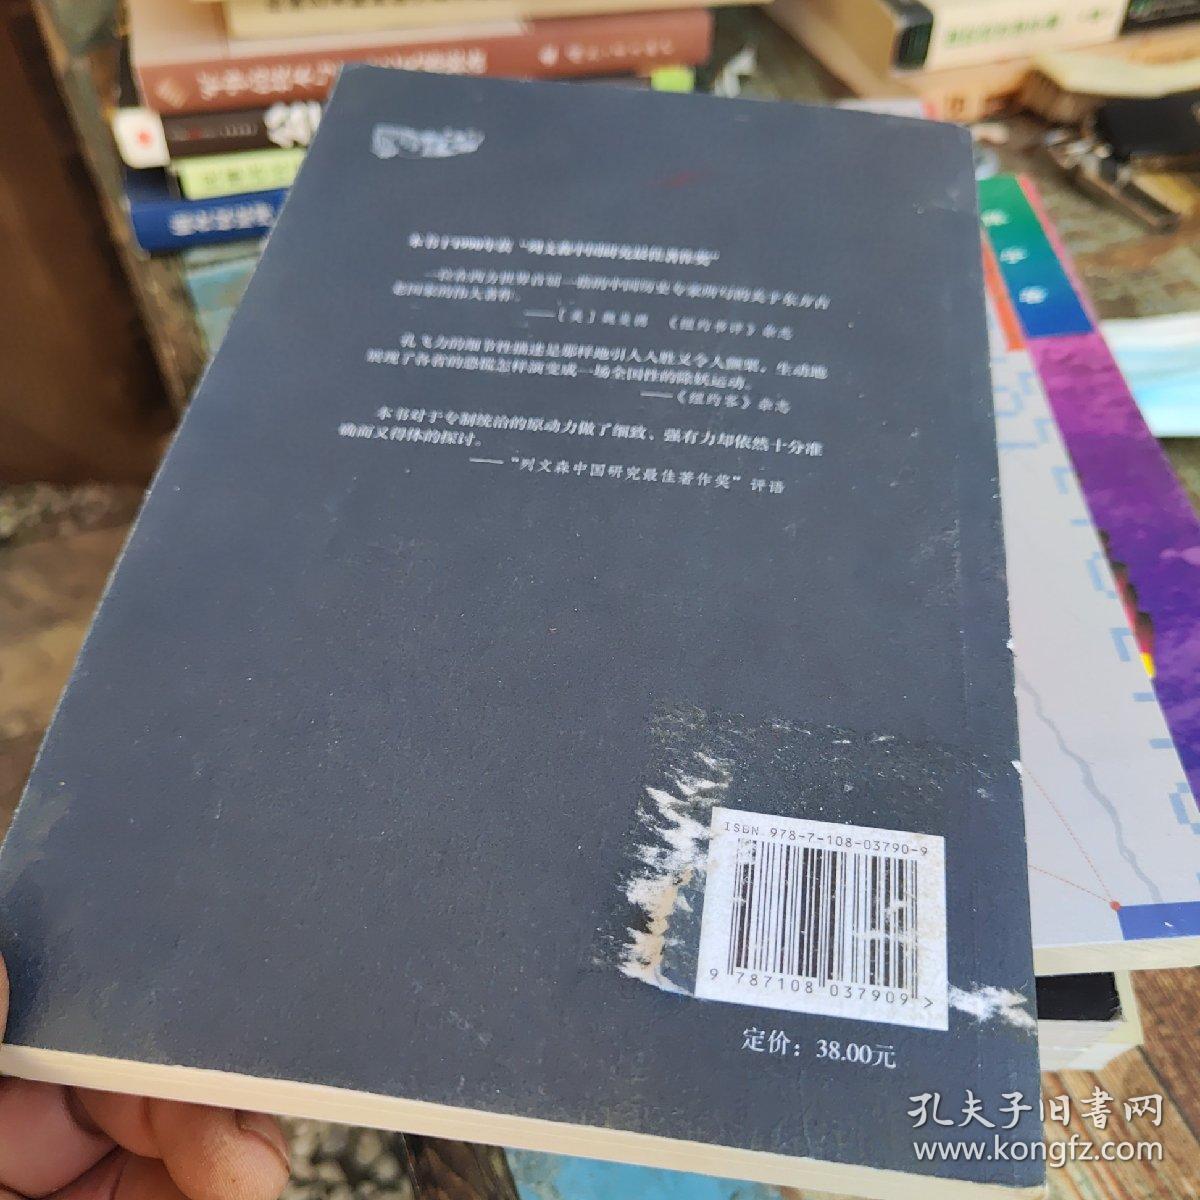 本书于1990年获“列文森中国研究最佳著作奖”
一位在西方世界首屈一指的中国历史专家所写的关于东方古
老国家的伟大著作。
——〔美〕魏斐德 《纽约书评》杂志
孔飞力的细节性描述是那样地引人入胜又令人颤栗，生动地
展现了各省的恐慌怎样演变成一场全国性的除妖运动。
——《纽约客》杂志
本书对于专制统治的原动力做了细致、强有力却依然十分准
确而又得体的探讨。
——“列文森中国研究最佳著作奖”评语
ISBN 978-7-108-03790-9
9 787108 037909 >
定价：38.00元
孔夫子旧書网
www.kongfz.com